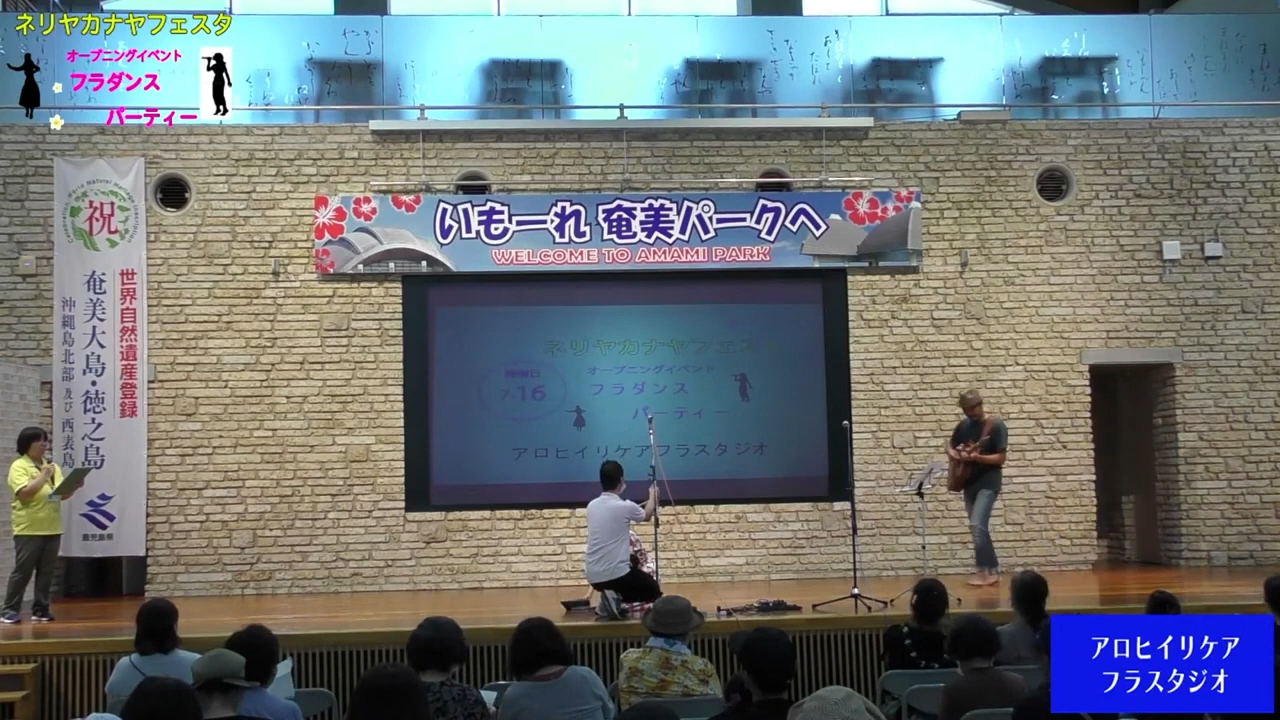 ネリヤカナヤフェスタ
オープニングイベント
フラダンス
パーティー
いもーれ 奄美パークへ
WELCOME TO AMAMI PARK
祝
世界自然遺産登録
奄美大島・徳之島
沖縄島北部 及び 西表島
鹿児島県
ネリヤカナヤフェス
開催日
7.16
オープニングイベント
フラダンス
パーティー
アロヒイリケアフラスタジオ
アロヒイリケア
フラスタジオ